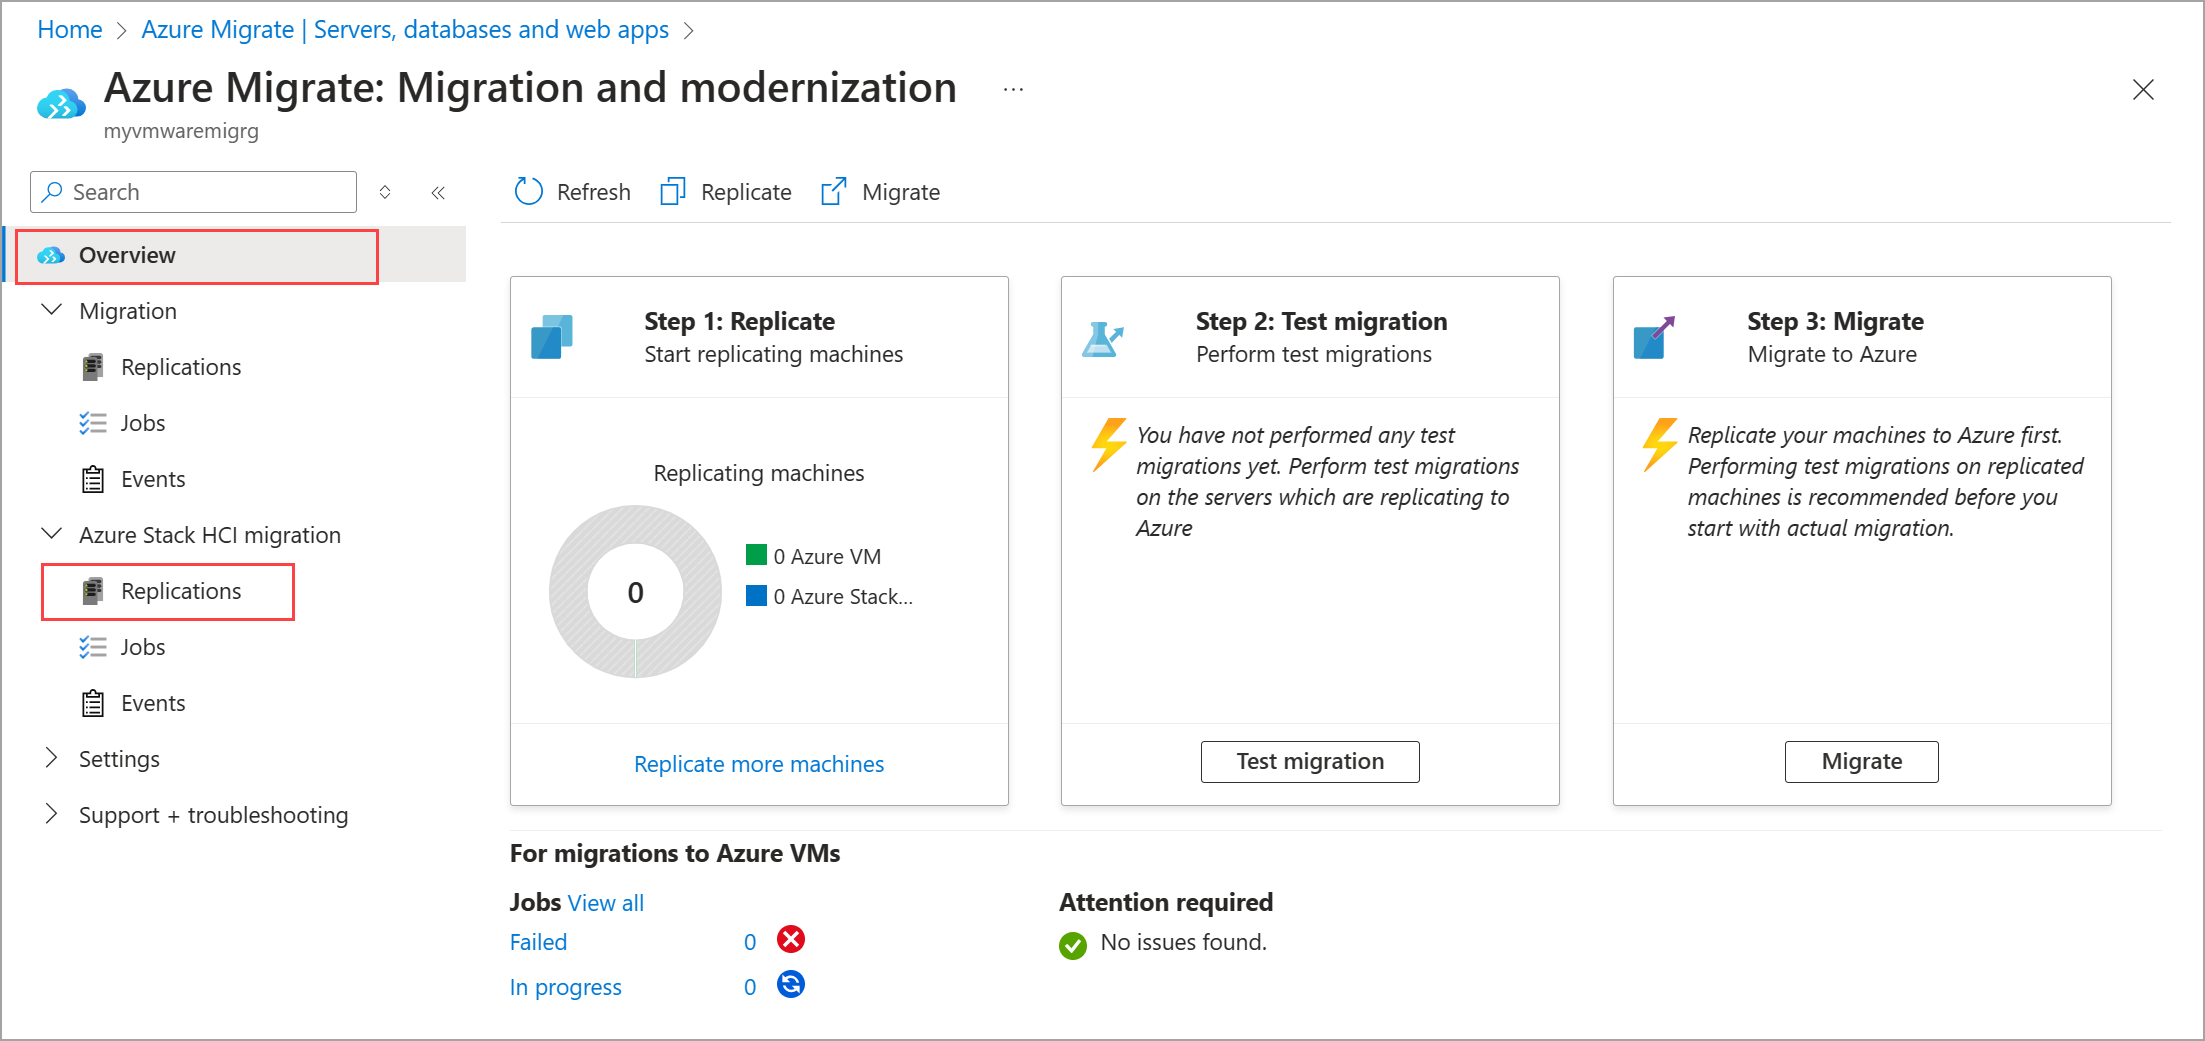 Home > Azure Migrate | Servers, databases and web apps >
Azure Migrate: Migration and modernization ...
myvmwaremigrg
Search
Overview
Migration
Replications
Jobs
Events
Azure Stack HCI migration
Replications
Jobs
Events
Settings
Support + troubleshooting
Refresh Replicate Migrate
Step 1: Replicate
Start replicating machines
Replicating machines
0
0 Azure VM
0 Azure Stack...
Replicate more machines
Step 2: Test migration
Perform test migrations
You have not performed any test
migrations yet. Perform test migrations
on the servers which are replicating to
Azure
Test migration
Step 3: Migrate
Migrate to Azure
Replicate your machines to Azure first.
Performing test migrations on replicated
machines is recommended before you
start with actual migration.
Migrate
For migrations to Azure VMs
Jobs View all
Failed 0
In progress 0
Attention required
No issues found.